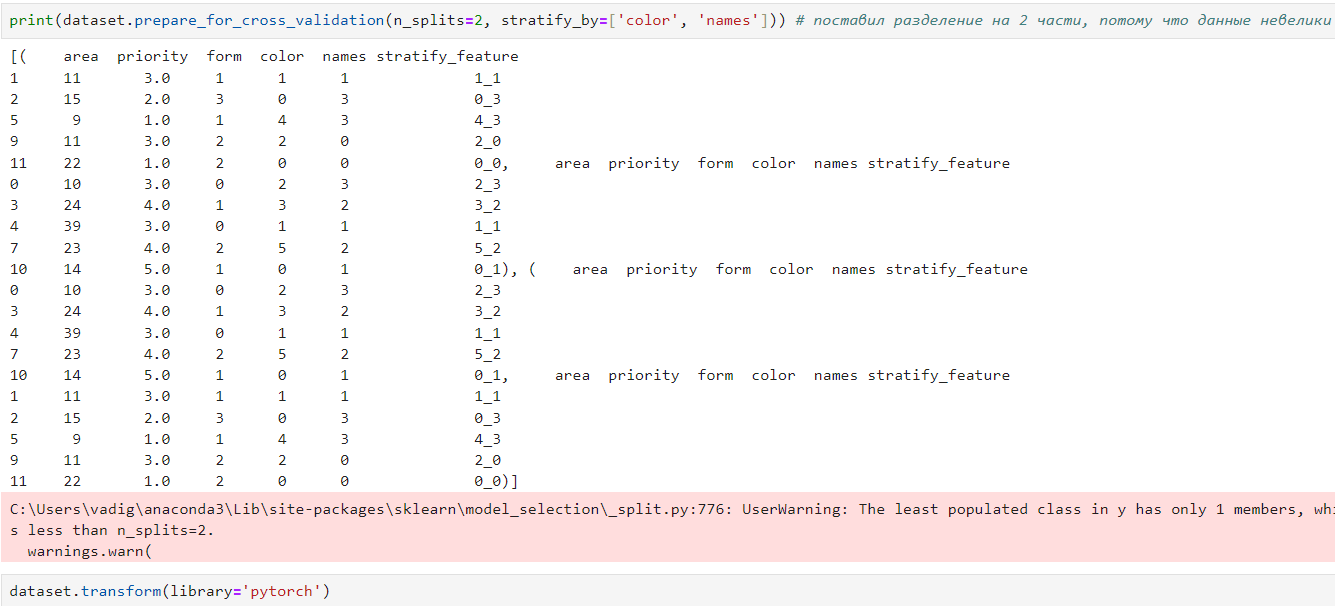 print(dataset.prepare_for_cross_validation(n_splits=2, stratify_by=['color', 'names'])) # поставил разделение на 2 части, потому что данные невелики
[(    area  priority  form  color  names stratify_feature
1     11       3.0     1      1      1              1_1
2     15       2.0     3      0      3              0_3
5      9       1.0     1      4      3              4_3
9     11       3.0     2      2      0              2_0
11    22       1.0     2      0      0              0_0,     area  priority  form  color  names stratify_feature
0     10       3.0     0      2      3              2_3
3     24       4.0     1      3      2              3_2
4     39       3.0     0      1      1              1_1
7     23       4.0     2      5      2              5_2
10    14       5.0     1      0      1              0_1), (    area  priority  form  color  names stratify_feature
0     10       3.0     0      2      3              2_3
3     24       4.0     1      3      2              3_2
4     39       3.0     0      1      1              1_1
7     23       4.0     2      5      2              5_2
10    14       5.0     1      0      1              0_1,     area  priority  form  color  names stratify_feature
1     11       3.0     1      1      1              1_1
2     15       2.0     3      0      3              0_3
5      9       1.0     1      4      3              4_3
9     11       3.0     2      2      0              2_0
11    22       1.0     2      0      0              0_0)]
C:\Users\vadig\anaconda3\Lib\site-packages\sklearn\model_selection\_split.py:776: UserWarning: The least populated class in y has only 1 members, whi
s less than n_splits=2.
  warnings.warn(
dataset.transform(library='pytorch')